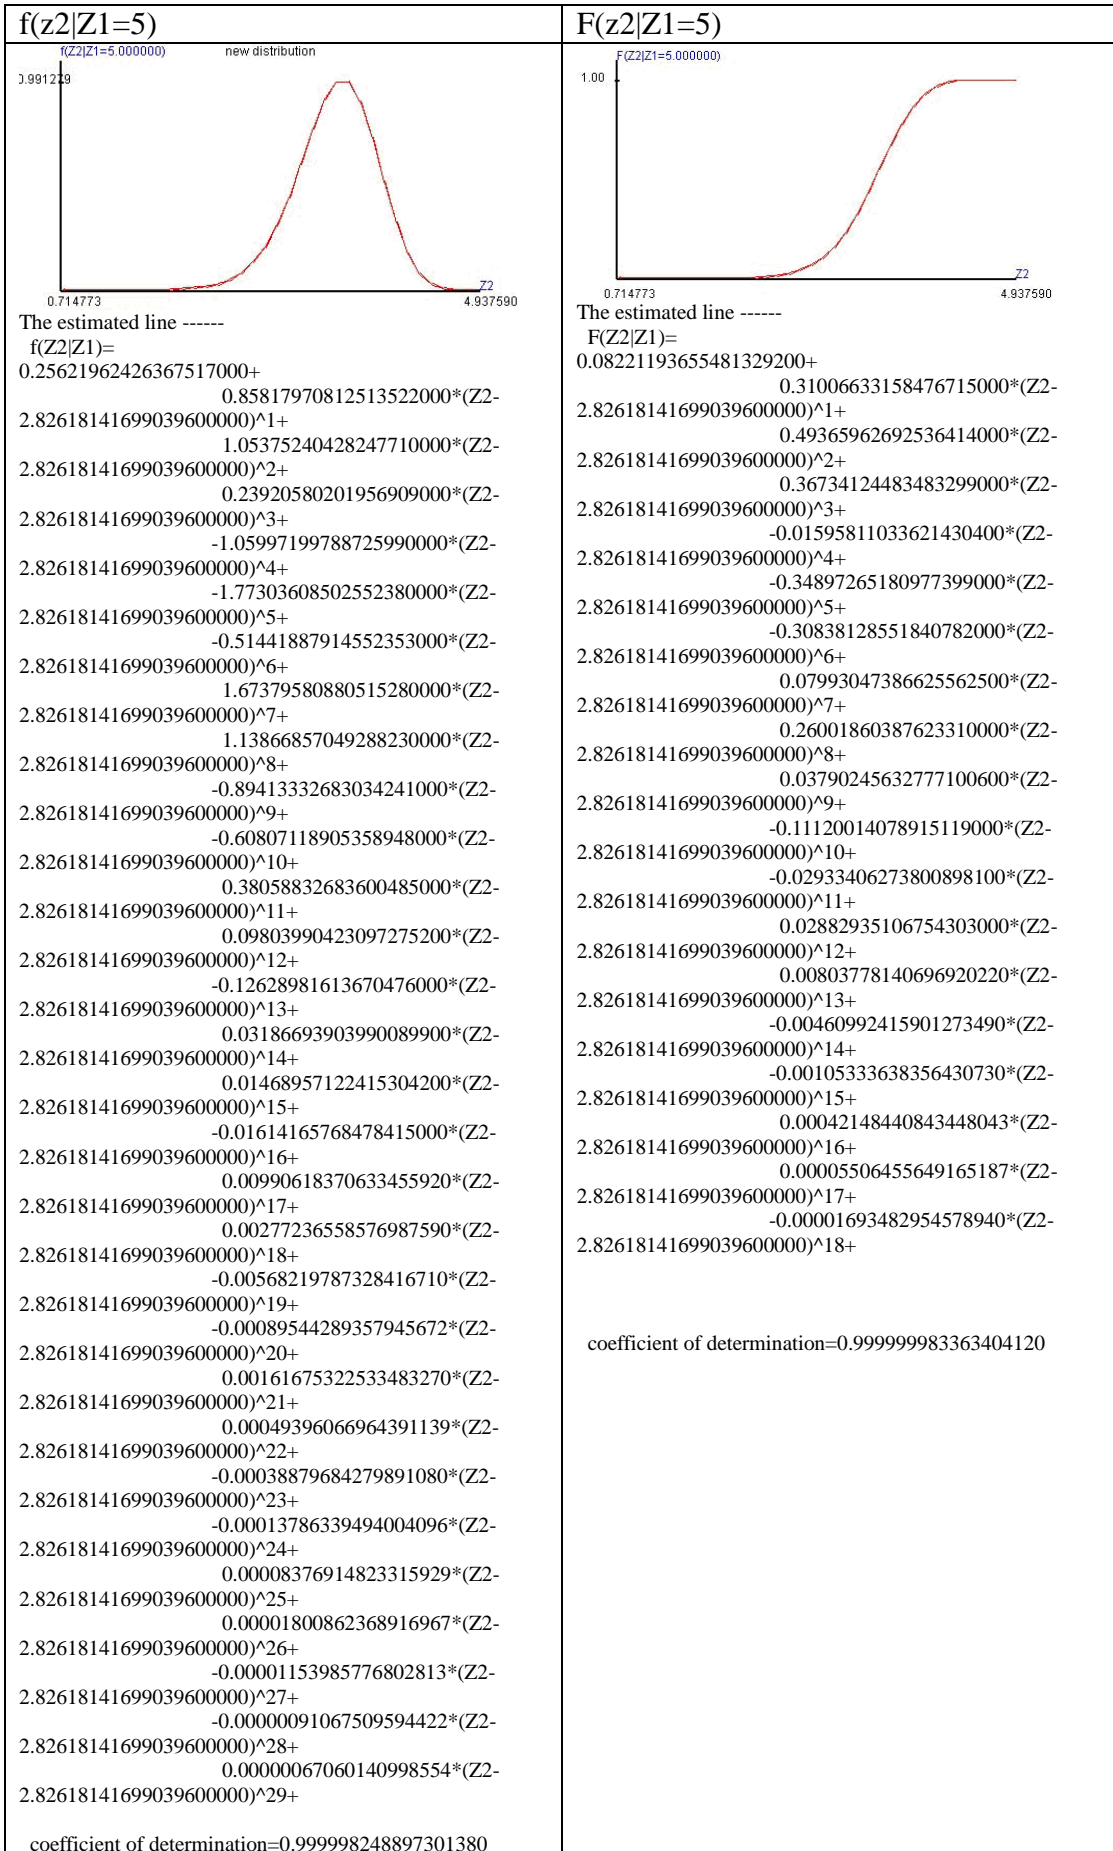 f(z2|Z1=5)
f(Z2|Z1=5.000000)
new distribution
0.991279
Z2
0.714773
4.937590
The estimated line ------
f(Z2|Z1)=
0.25621962426367517000+
0.85817970812513522000*(Z2-
2.82618141699039600000)^1+
1.05375240428247710000*(Z2-
2.82618141699039600000)^2+
0.23920580201956909000*(Z2-
2.82618141699039600000)^3+
-1.05997199788725990000*(Z2-
2.82618141699039600000)^4+
-1.77303608502552380000*(Z2-
2.82618141699039600000)^5+
-0.51441887914552353000*(Z2-
2.82618141699039600000)^6+
1.67379580880515280000*(Z2-
2.82618141699039600000)^7+
1.13866857049288230000*(Z2-
2.82618141699039600000)^8+
-0.89413332683034241000*(Z2-
2.82618141699039600000)^9+
-0.60807118905358948000*(Z2-
2.82618141699039600000)^10+
0.38058832683600485000*(Z2-
2.82618141699039600000)^11+
0.09803990423097275200*(Z2-
2.82618141699039600000)^12+
-0.12628981613670476000*(Z2-
2.82618141699039600000)^13+
0.03186693903990089900*(Z2-
2.82618141699039600000)^14+
0.01468957122415304200*(Z2-
2.82618141699039600000)^15+
-0.01614165768478415000*(Z2-
2.82618141699039600000)^16+
0.00990618370633455920*(Z2-
2.82618141699039600000)^17+
0.00277236558576987590*(Z2-
2.82618141699039600000)^18+
-0.00568219787328416710*(Z2-
2.82618141699039600000)^19+
-0.00089544289357945672*(Z2-
2.82618141699039600000)^20+
0.00161675322533483270*(Z2-
2.82618141699039600000)^21+
0.00049396066964391139*(Z2-
2.82618141699039600000)^22+
-0.00038879684279891080*(Z2-
2.82618141699039600000)^23+
-0.00013786339494004096*(Z2-
2.82618141699039600000)^24+
0.00008376914823315929*(Z2-
2.82618141699039600000)^25+
0.00001800862368916967*(Z2-
2.82618141699039600000)^26+
-0.00001153985776802813*(Z2-
2.82618141699039600000)^27+
-0.00000091067509594422*(Z2-
2.82618141699039600000)^28+
0.00000067060140998554*(Z2-
2.82618141699039600000)^29+
coefficient of determination=0.999998248897301380
F(z2|Z1=5)
F(Z2|Z1=5.000000)
1.00
Z2
0.714773
4.937590
The estimated line ------
F(Z2|Z1)=
0.08221193655481329200+
0.31006633158476715000*(Z2-
2.82618141699039600000)^1+
0.49365962692536414000*(Z2-
2.82618141699039600000)^2+
0.36734124483483299000*(Z2-
2.82618141699039600000)^3+
-0.01595811033621430400*(Z2-
2.82618141699039600000)^4+
-0.34897265180977399000*(Z2-
2.82618141699039600000)^5+
-0.30838128551840782000*(Z2-
2.82618141699039600000)^6+
0.07993047386625562500*(Z2-
2.82618141699039600000)^7+
0.26001860387623310000*(Z2-
2.82618141699039600000)^8+
0.03790245632777100600*(Z2-
2.82618141699039600000)^9+
-0.11120014078915119000*(Z2-
2.82618141699039600000)^10+
-0.02933406273800898100*(Z2-
2.82618141699039600000)^11+
0.02882935106754303000*(Z2-
2.82618141699039600000)^12+
0.00803778140696920220*(Z2-
2.82618141699039600000)^13+
-0.00460992415901273490*(Z2-
2.82618141699039600000)^14+
-0.00105333638356430730*(Z2-
2.82618141699039600000)^15+
0.00042148440843448043*(Z2-
2.82618141699039600000)^16+
0.00005506455649165187*(Z2-
2.82618141699039600000)^17+
-0.00001693482954578940*(Z2-
2.82618141699039600000)^18+
coefficient of determination=0.999999983363404120